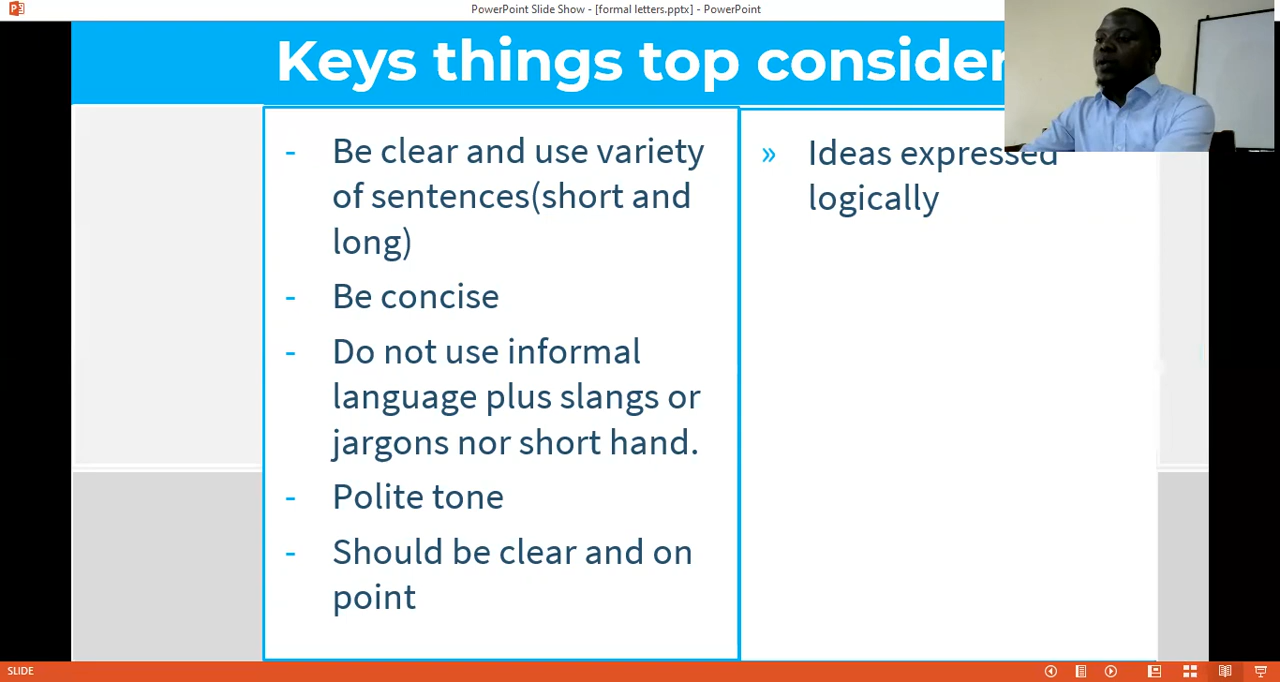 PowerPoint Slide Show - [formal letters.pptx] - PowerPoint
Keys things top consider
- Be clear and use variety
of sentences(short and
long)
- Be concise
- Do not use informal
language plus slangs or
jargons nor short hand.
- Polite tone
- Should be clear and on
point
» Ideas expressed
logically
SLIDE